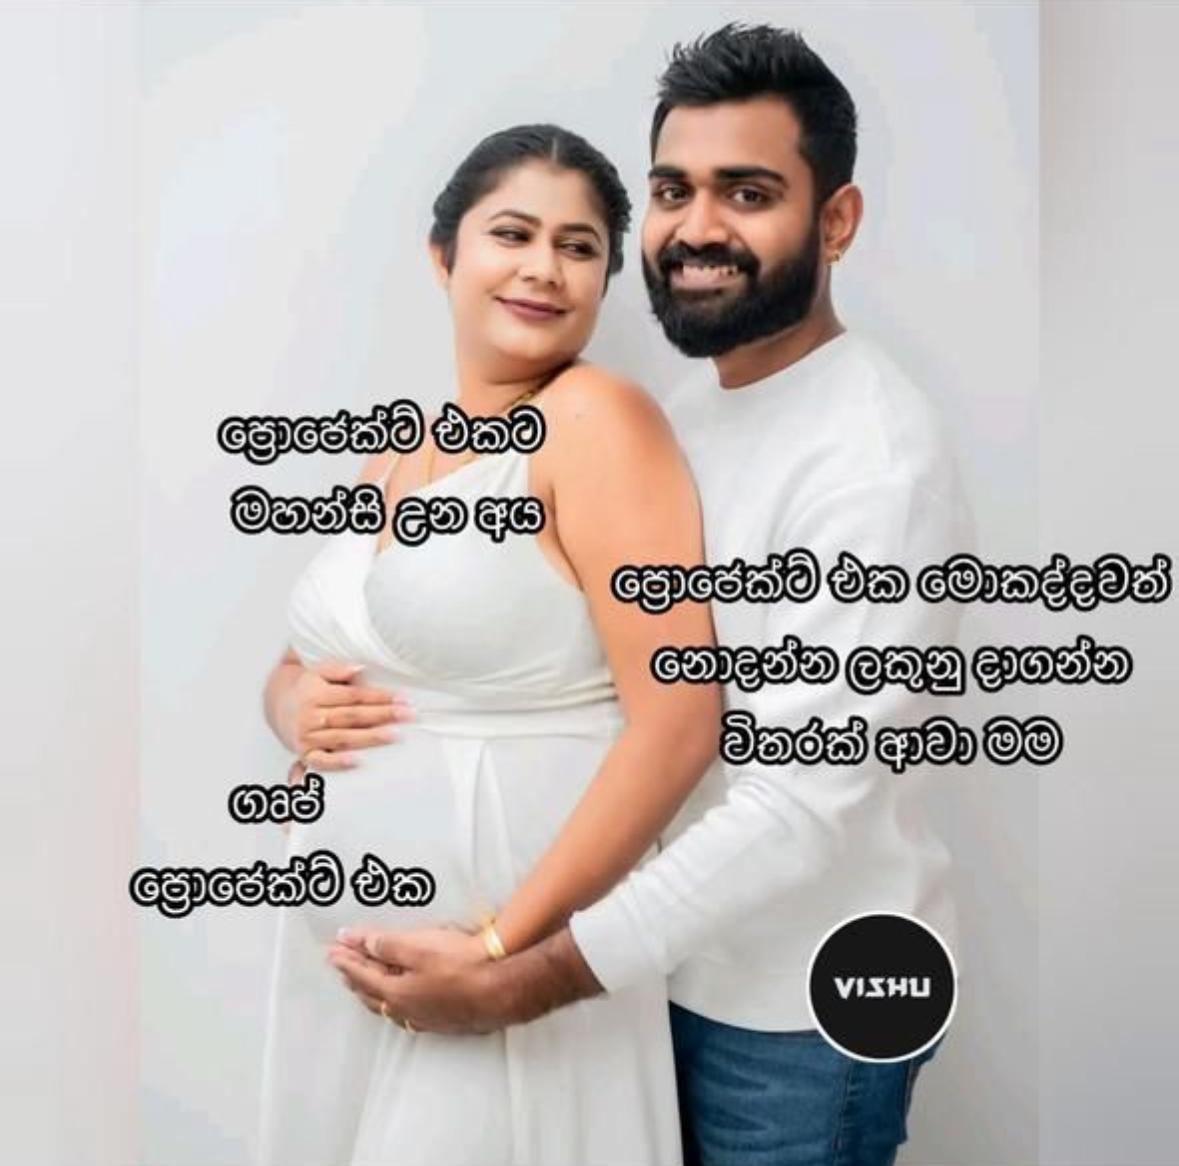 ප්‍රොජෙක්ට් එකට
මහන්සි උන අය
ප්‍රොජෙක්ට් එක මොකද්දවත්
නොදන්න ලකුනු දාගන්න
විතරක් ආවා මම
ගෘප්
ප්‍රොජෙක්ට් එක
VISHU